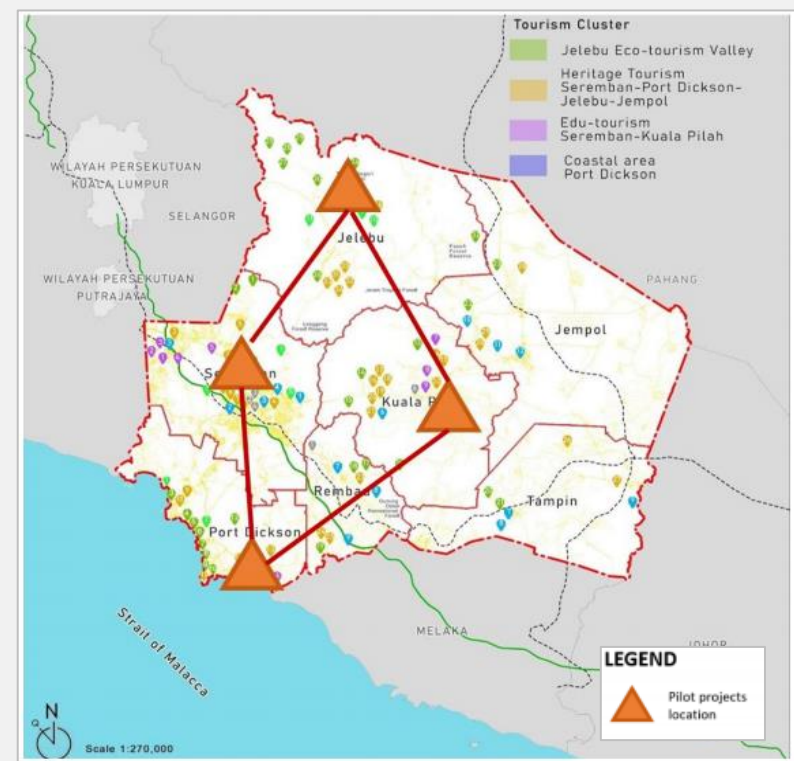 Tourism Cluster
Jelebu Eco-tourism Valley
Heritage Tourism
Seremban-Port Dickson-
Jelebu-Jempol
Edu-tourism
Seremban-Kuala Pilah
Coastal area
Port Dickson
WILAYAH PERSEKUTUAN
KUALA LUMPUR
SELANGOR
Jelebu
WILAYAH PERSEKUTUAN
PUTRAJAYA
PAHANG
Jempol
Kuala
Tampin
Port Dickson
Strait of Malacca
MELAKA
LEGEND
Pilot projects
location
N
Scale 1:270,000